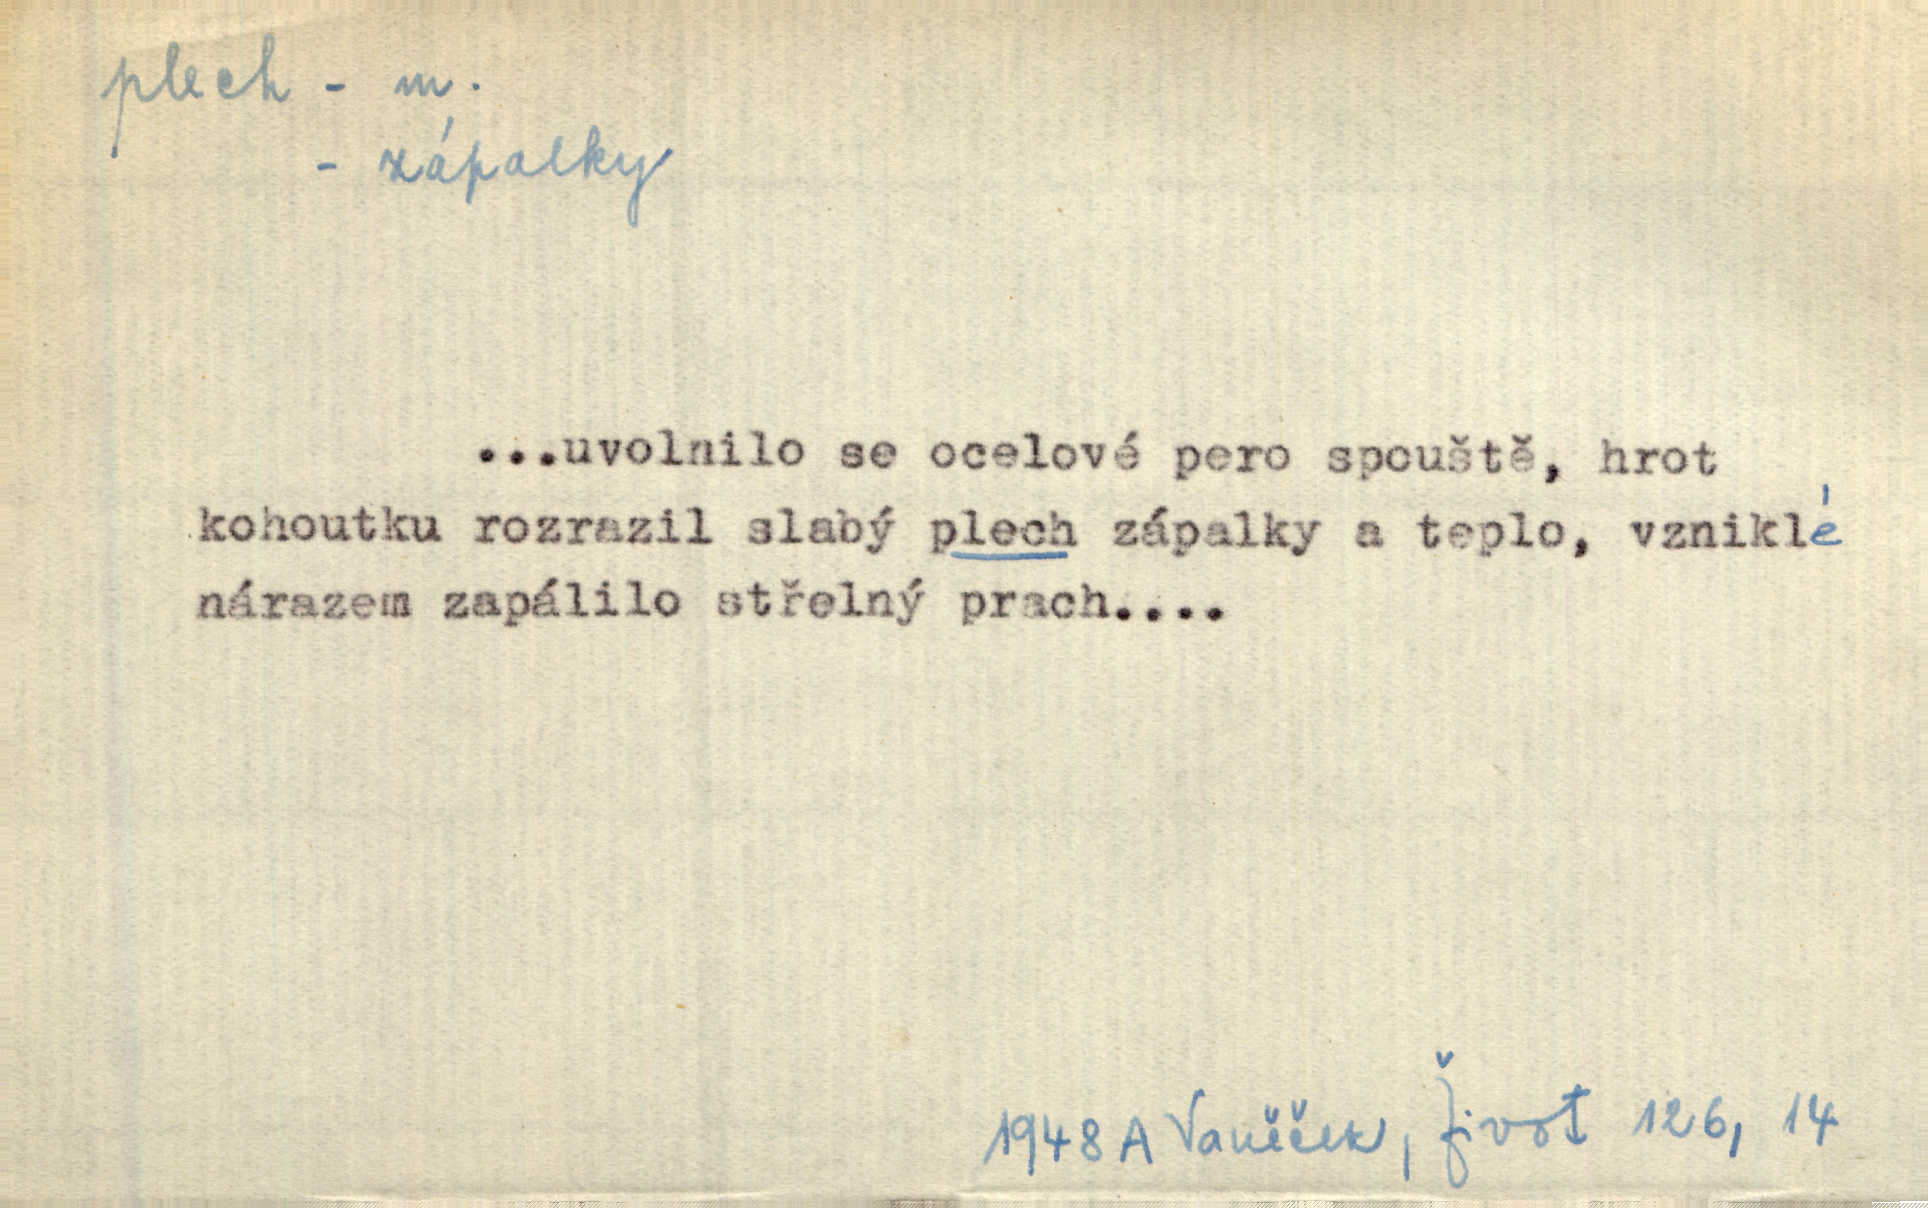 plech - m.
- zápalky
...uvolnilo se ocelové pero spouště, hrot
kohoutku rozrazil slabý plech zápalky a teplo, vzniklé
nárazem zapálilo střelný prach....
1948 A Vaněček, Život 126, 14